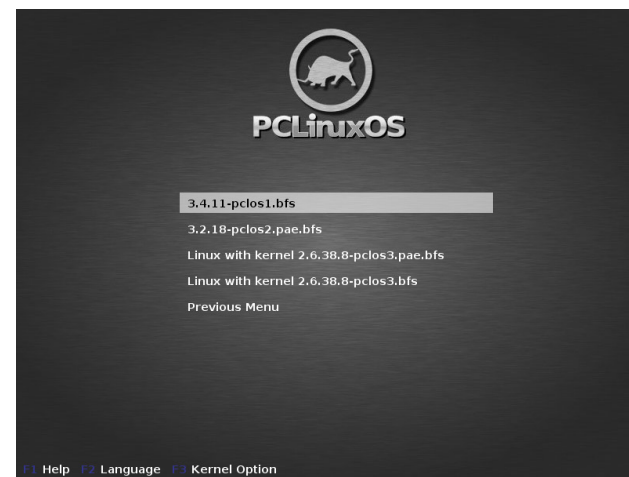 PCLinuxOS
3.4.11-pclos1.bfs
3.2.18-pclos2.pae.bfs
Linux with kernel 2.6.38.8-pclos3.pae.bfs
Linux with kernel 2.6.38.8-pclos3.bfs
Previous Menu
F1 Help F2 Language F3 Kernel Option